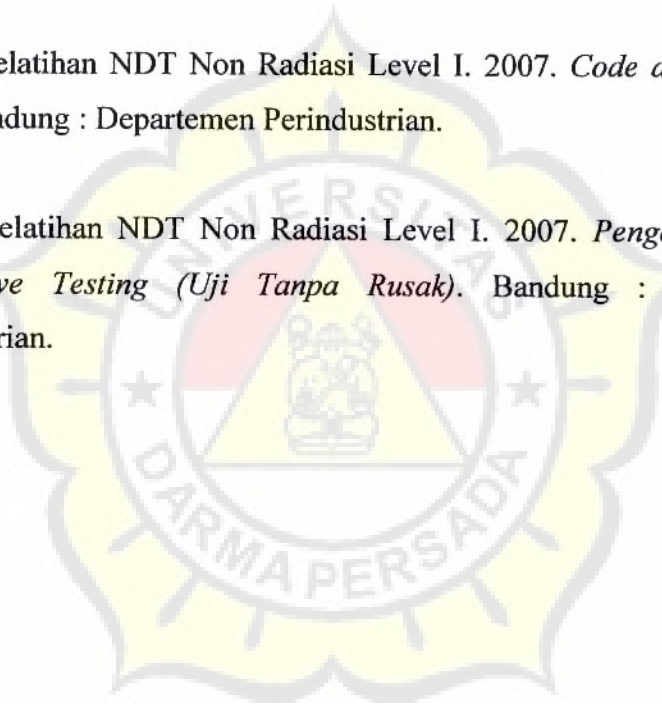 elatihan NDT Non Radiasi Level I. 2007. Code a
ndung : Departemen Perindustrian.
elatihan NDT Non Radiasi Level I. 2007. Penge
ve Testing (Uji Tanpa Rusak). Bandung :
rian.
UNIVERSITAS
DARMA PERSADA